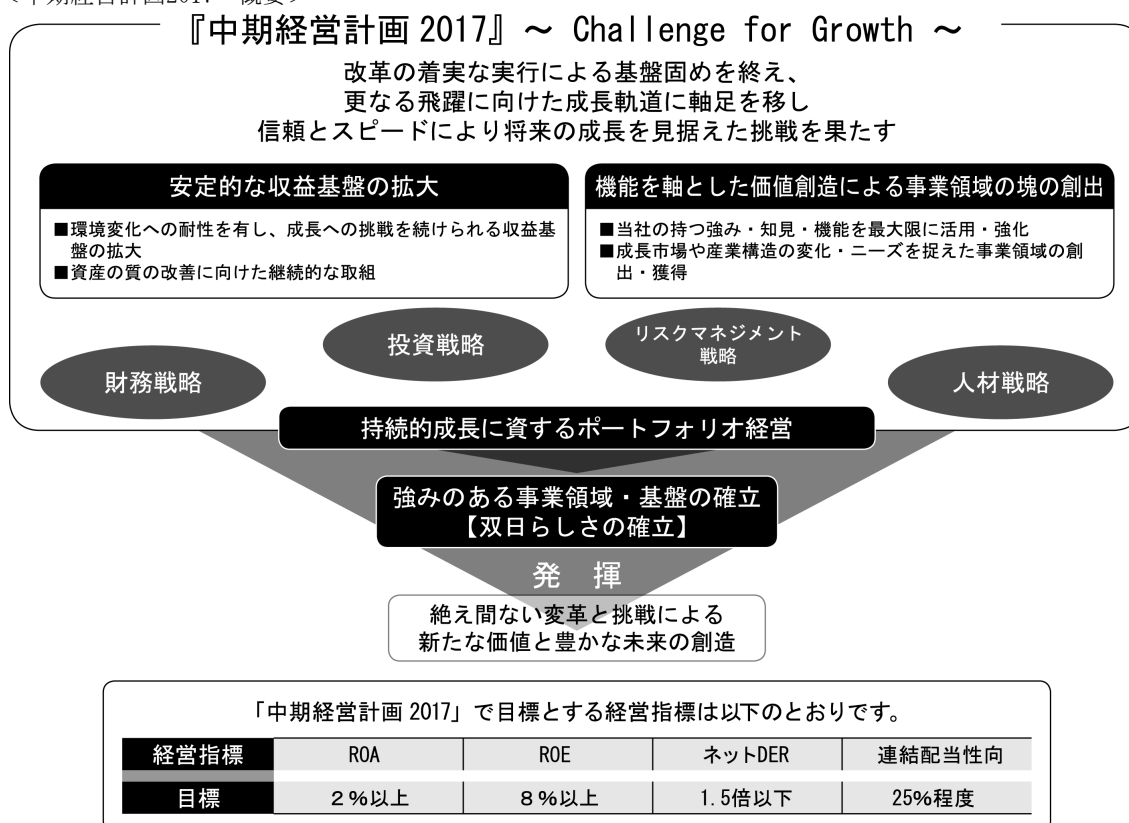 <中期経営計画2017 概要>
『中期経営計画 2017』～ Challenge for Growth ～
改革の着実な実行による基盤固めを終え、
更なる飛躍に向けた成長軌道に軸足を移し
信頼とスピードにより将来の成長を見据えた挑戦を果たす
安定的な収益基盤の拡大
■環境変化への耐性を有し、成長への挑戦を続けられる収益基
盤の拡大
■資産の質の改善に向けた継続的な取組
機能を軸とした価値創造による事業領域の塊の創出
■当社の持つ強み・知見・機能を最大限に活用・強化
■成長市場や産業構造の変化・ニーズを捉えた事業領域の創
出・獲得
財務戦略
投資戦略
リスクマネジメント
戦略
人材戦略
持続的成長に資するポートフォリオ経営
強みのある事業領域・基盤の確立
【双日らしさの確立】
発 揮
絶え間ない変革と挑戦による
新たな価値と豊かな未来の創造
「中期経営計画 2017」で目標とする経営指標は以下のとおりです。
経営指標 ROA ROE ネットDER 連結配当性向
目標 2%以上 8%以上 1.5倍以下 25%程度